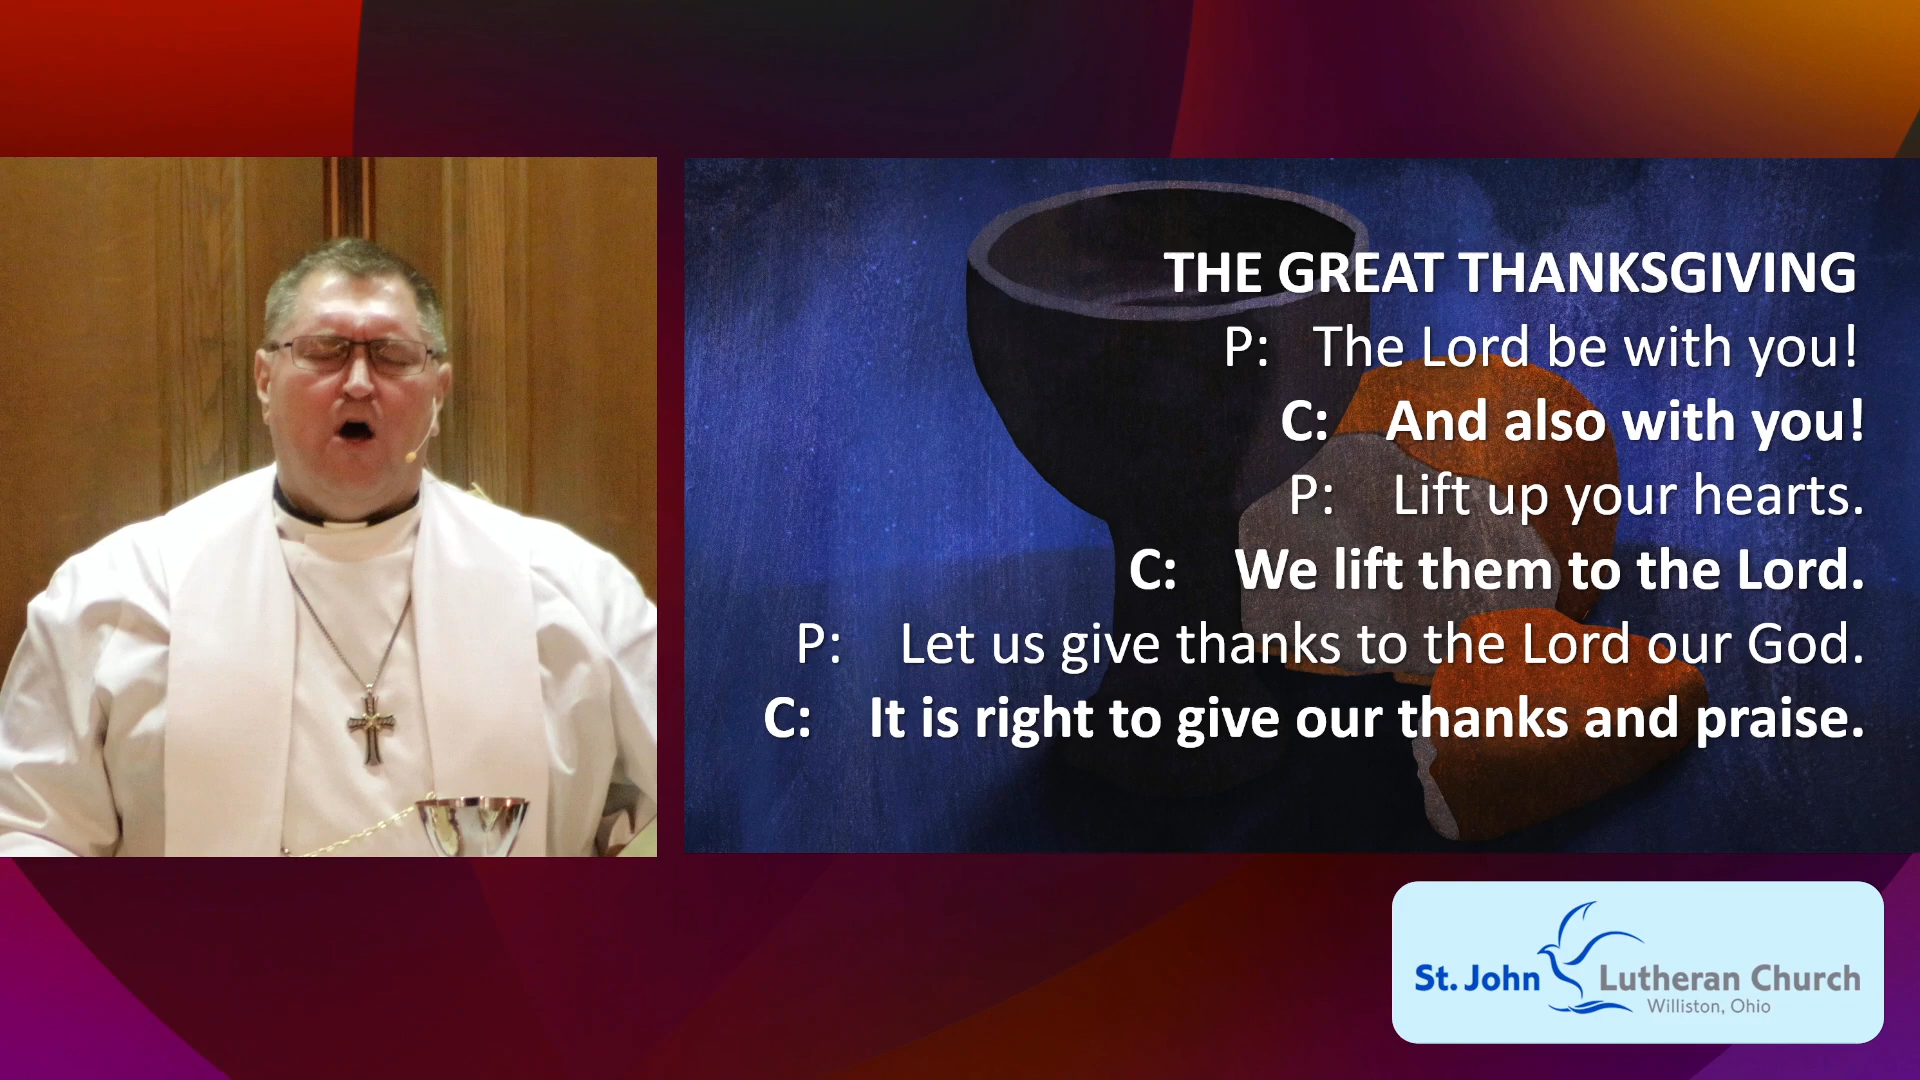 THE GREAT THANKSGIVING
P: The Lord be with you!
C: And also with you!
P: Lift up your hearts.
C: We lift them to the Lord.
P: Let us give thanks to the Lord our God.
C: It is right to give our thanks and praise.
St. John Lutheran Church
Williston, Ohio